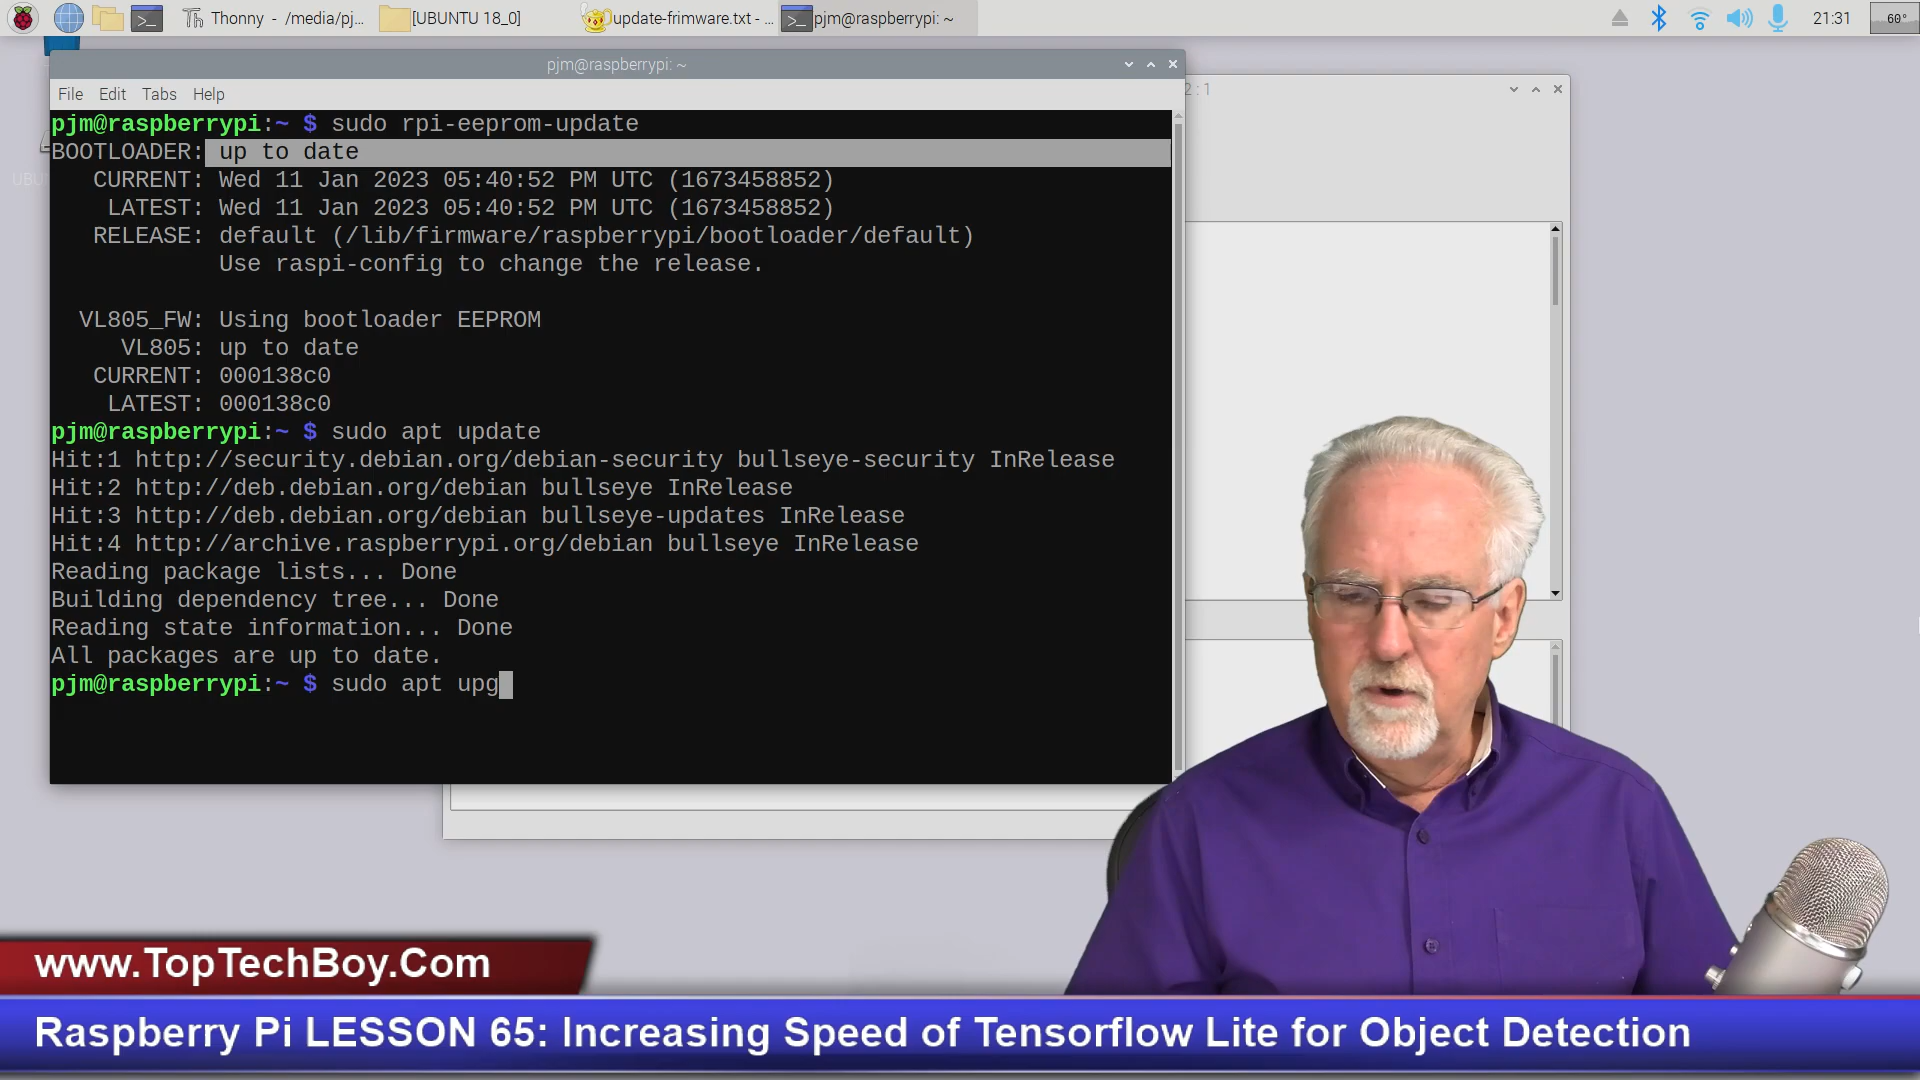 Thonny - /media/pj...
[UBUNTU 18_0]
update-frimware.txt - ...
pjm@raspberrypi: ~
21:31
60°
pjm@raspberrypi: ~
2 : 1
File Edit Tabs Help
pjm@raspberrypi:~ $ sudo rpi-eeprom-update
BOOTLOADER: up to date
CURRENT: Wed 11 Jan 2023 05:40:52 PM UTC (1673458852)
LATEST: Wed 11 Jan 2023 05:40:52 PM UTC (1673458852)
RELEASE: default (/lib/firmware/raspberrypi/bootloader/default)
Use raspi-config to change the release.
VL805_FW: Using bootloader EEPROM
VL805: up to date
CURRENT: 000138c0
LATEST: 000138c0
pjm@raspberrypi:~ $ sudo apt update
Hit:1 http://security.debian.org/debian-security bullseye-security InRelease
Hit:2 http://deb.debian.org/debian bullseye InRelease
Hit:3 http://deb.debian.org/debian bullseye-updates InRelease
Hit:4 http://archive.raspberrypi.org/debian bullseye InRelease
Reading package lists... Done
Building dependency tree... Done
Reading state information... Done
All packages are up to date.
pjm@raspberrypi:~ $ sudo apt upg
www.TopTechBoy.Com
Raspberry Pi LESSON 65: Increasing Speed of Tensorflow Lite for Object Detection